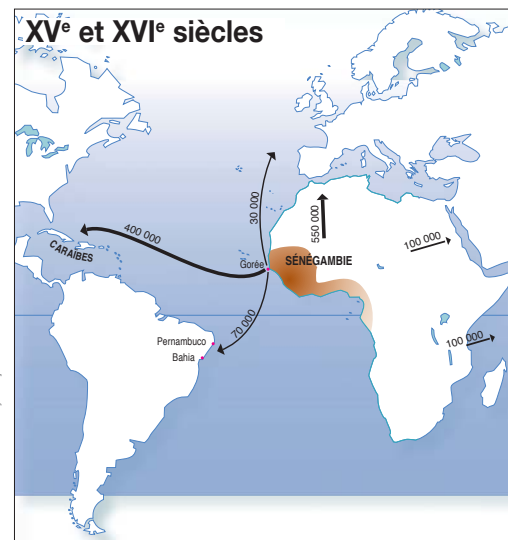 XVe et XVIe siècles
30 000
550 000
400 000
CARAÏBES
100 000
Gorée
SÉNÉGAMBIE
70 000
Pernambuco
Bahia
100 000